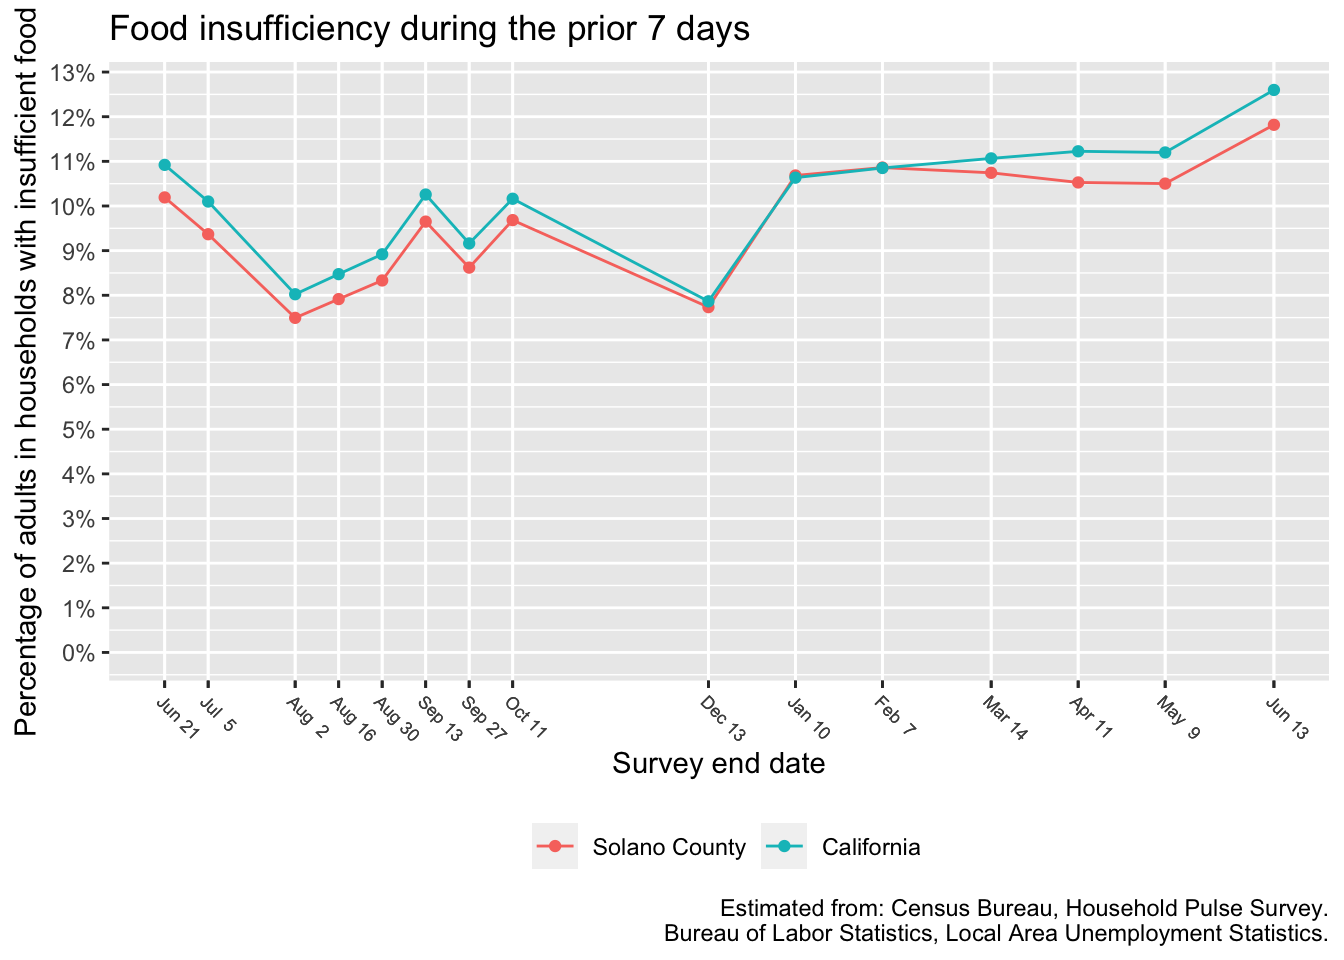 Food insufficiency during the prior 7 days
Percentage of adults in households with insufficient food
13%
12%
11%
10%
9%
8%
7%
6%
5%
4%
3%
2%
1%
0%
Jun 21
Jul 5
Aug 2
Aug 16
Aug 30
Sep 13
Sep 27
Oct 11
Dec 13
Jan 10
Feb 7
Mar 14
Apr 11
May 9
Jun 13
Survey end date
Solano County
California
Estimated from: Census Bureau, Household Pulse Survey.
Bureau of Labor Statistics, Local Area Unemployment Statistics.